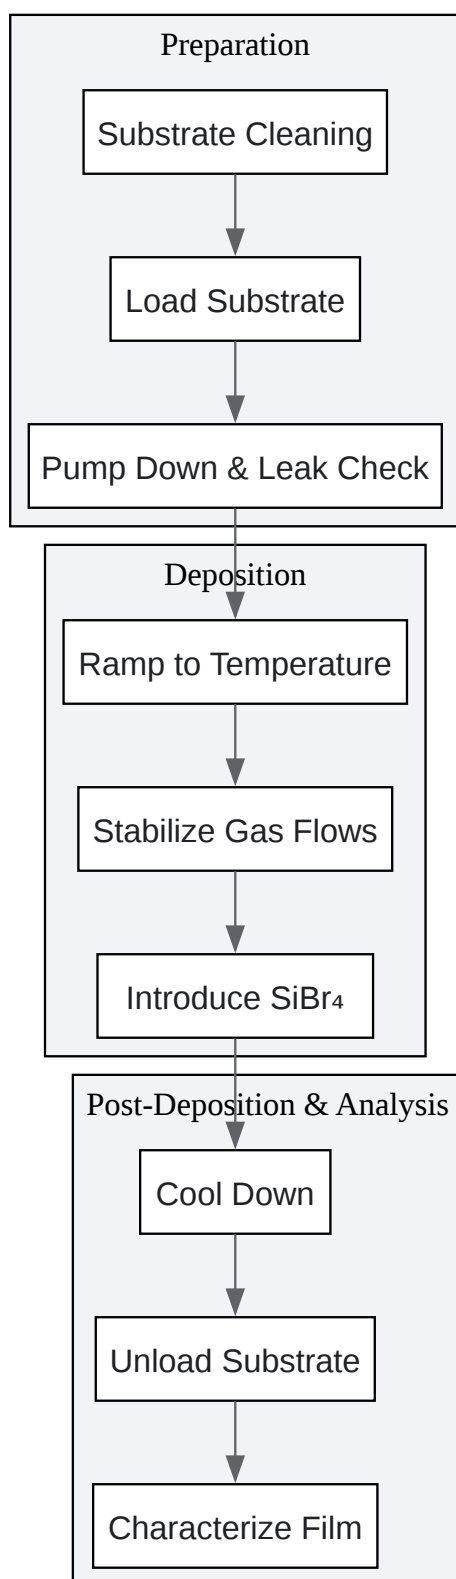 Preparation
Substrate Cleaning
Load Substrate
Pump Down & Leak Check
Deposition
Ramp to Temperature
Stabilize Gas Flows
Introduce SiBr₄
Post-Deposition & Analysis
Cool Down
Unload Substrate
Characterize Film